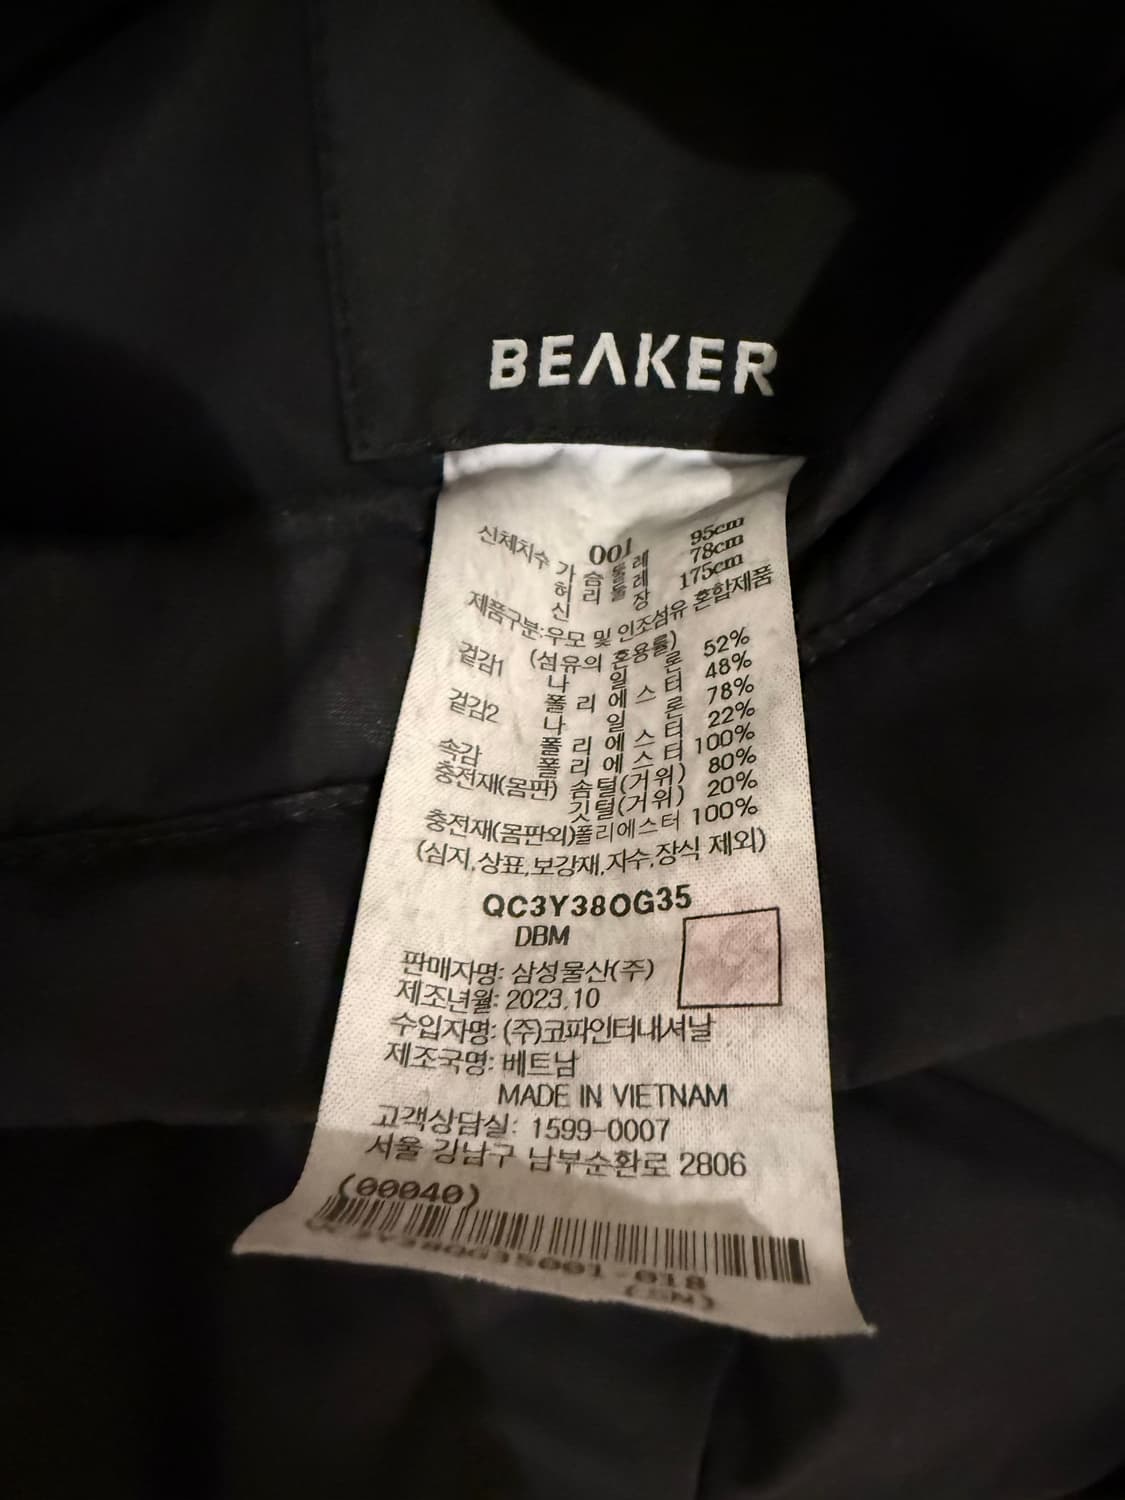 BEAKER
001
신체치수 가슴둘레 95cm
허리둘레 78cm
신장 175cm
제품구분:우모 및 인조섬유 혼합제품
(섬유의 혼용률)
겉감1 나일론 52%
폴리에스터 48%
겉감2 나일론 78%
폴리에스터 22%
속감 폴리에스터 100%
충전재(몸판) 솜털(거위) 80%
깃털(거위) 20%
충전재(몸판외)폴리에스터 100%
(심지,상표,보강재,자수,장식 제외)
QC3Y38OG35
DBM
판매자명: 삼성물산(주)
제조년월: 2023.10
수입자명: (주)코파인터내셔날
제조국명: 베트남
MADE IN VIETNAM
고객상담실: 1599-0007
서울 강남구 남부순환로 2806
(00040)